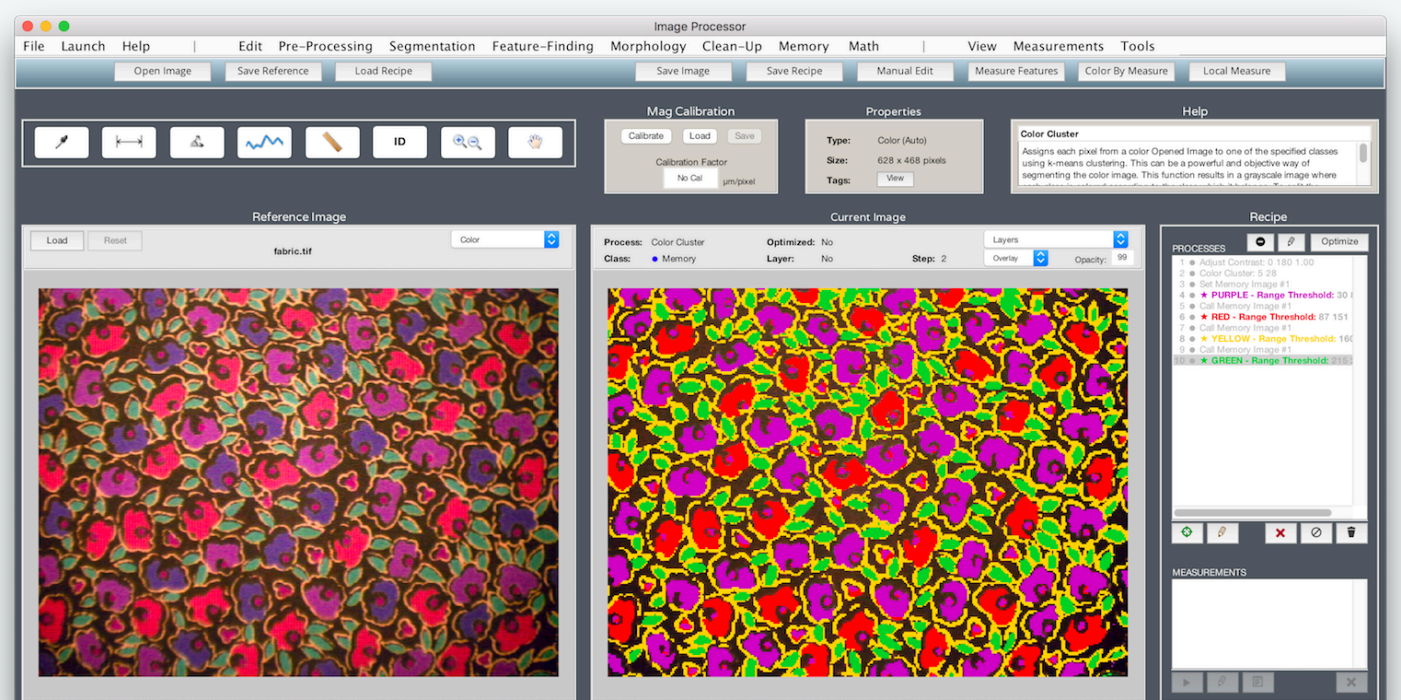 Image Processor
File Launch Help | Edit Pre-Processing Segmentation Feature-Finding Morphology Clean-Up Memory Math | View Measurements Tools
Open Image Save Reference Load Recipe Save Image Save Recipe Manual Edit Measure Features Color By Measure Local Measure
Mag Calibration
Calibrate Load Save
Calibration Factor
No Cal µm/pixel
Properties
Type: Color (Auto)
Size: 628 x 468 pixels
Tags: View
Help
Color Cluster
Assigns each pixel from a color Opened Image to one of the specified classes
using k-means clustering. This can be a powerful and objective way of
segmenting the color image. This function results in a grayscale image where
ID
Reference Image
Load Reset
fabric.tif
Color
Current Image
Process: Color Cluster Optimized: No
Layers
Class: Memory Layer: No Step: 2
Overlay Opacity: 99
Recipe
PROCESSES
Optimize
1 Adjust Contrast: 0 180 1.00
2 Color Cluster: 5 28
3 Set Memory Image #1
4 ★ PURPLE - Range Threshold: 30
5 Call Memory Image #1
6 ★ RED - Range Threshold: 87 151
7 Call Memory Image #1
8 ★ YELLOW - Range Threshold:
9 Call Memory Image #1
10 ★ GREEN - Range Threshold: 215
MEASUREMENTS